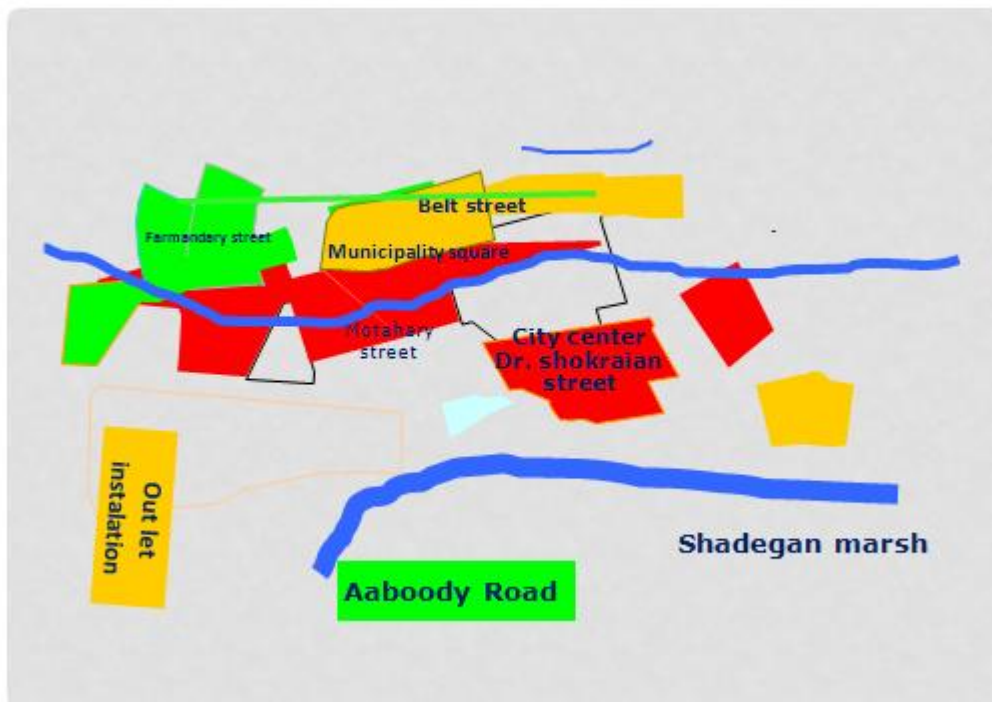 Belt street
Farmandary street
Municipality square
Motahary
street
City center
Dr. shokraian
street
Out let
instalation
Shadegan marsh
Aaboody Road